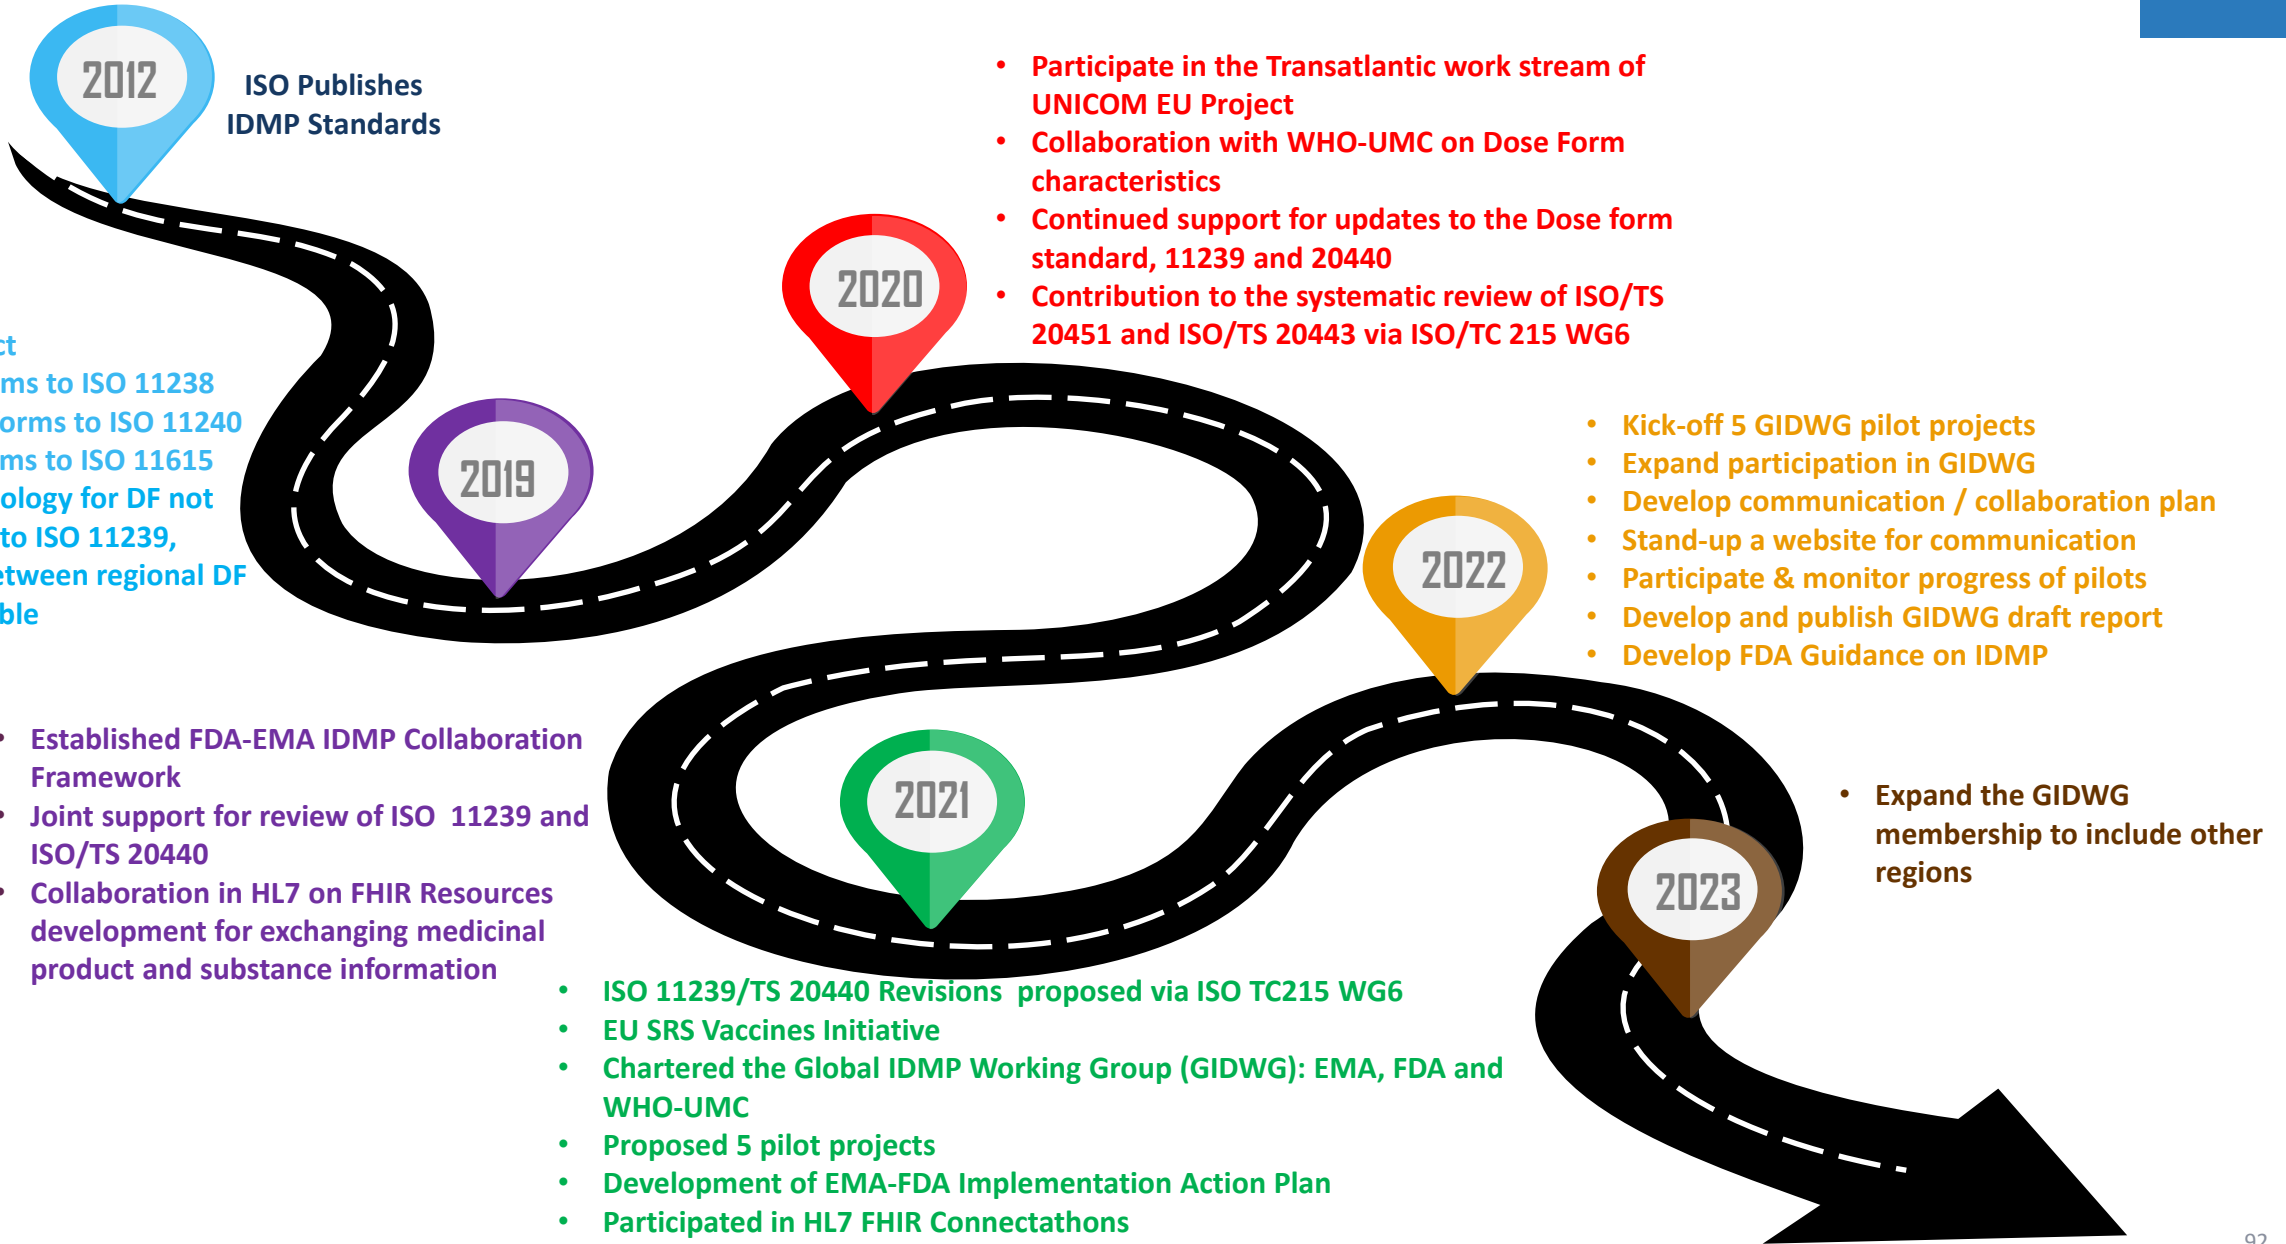 2012
ISO Publishes
IDMP Standards
• Participate in the Transatlantic work stream of
UNICOM EU Project
• Collaboration with WHO-UMC on Dose Form
characteristics
• Continued support for updates to the Dose form
standard, 11239 and 20440
• Contribution to the systematic review of ISO/TS
20451 and ISO/TS 20443 via ISO/TC 215 WG6
2020
to ISO 11238
to ISO 11240
to ISO 11615
for DF not
to ISO 11239,
regional DF
2019
• Kick-off 5 GIDWG pilot projects
• Expand participation in GIDWG
• Develop communication / collaboration plan
• Stand-up a website for communication
• Participate & monitor progress of pilots
• Develop and publish GIDWG draft report
• Develop FDA Guidance on IDMP
2022
• Established FDA-EMA IDMP Collaboration
Framework
• Joint support for review of ISO 11239 and
ISO/TS 20440
• Collaboration in HL7 on FHIR Resources
development for exchanging medicinal
product and substance information
2021
• Expand the GIDWG
membership to include other
regions
2023
• ISO 11239/TS 20440 Revisions proposed via ISO TC215 WG6
• EU SRS Vaccines Initiative
• Chartered the Global IDMP Working Group (GIDWG): EMA, FDA and
WHO-UMC
• Proposed 5 pilot projects
• Development of EMA-FDA Implementation Action Plan
• Participated in HL7 FHIR Connectathons
92